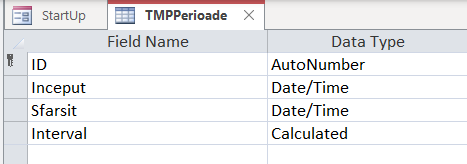 StartUp TMPPerioade
Field Name Data Type
ID AutoNumber
Inceput Date/Time
Sfarsit Date/Time
Interval Calculated